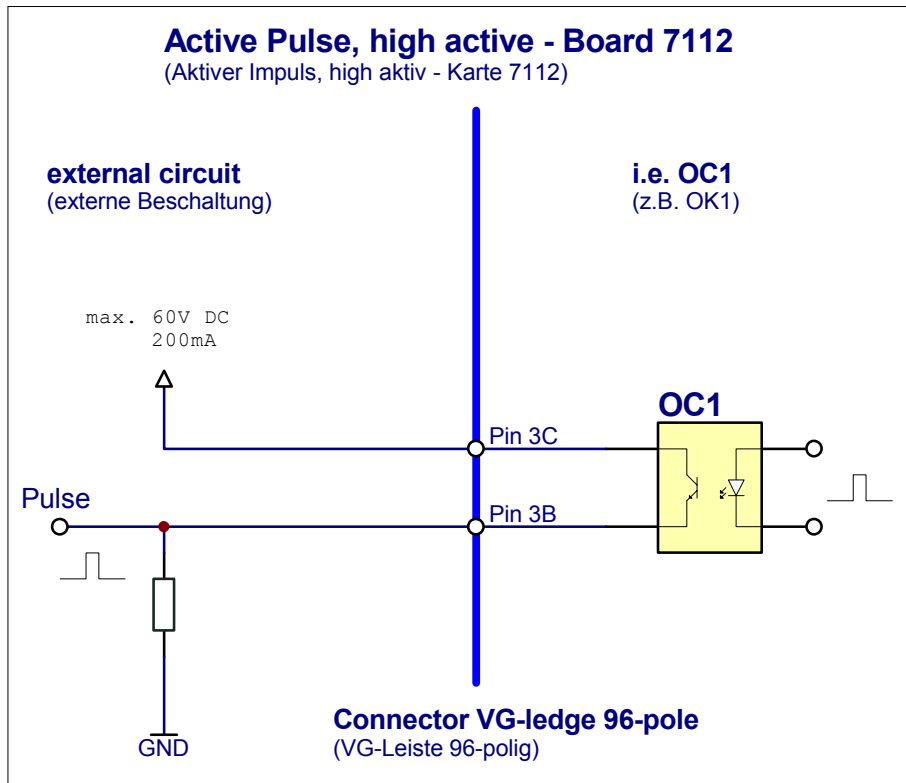 Active Pulse, high active - Board 7112
(Aktiver Impuls, high aktiv - Karte 7112)
external circuit
(externe Beschaltung)
i.e. OC1
(z.B. OK1)
max. 60V DC
200mA
OC1
Pin 3C
Pulse
Pin 3B
GND
Connector VG-ledge 96-pole
(VG-Leiste 96-polig)